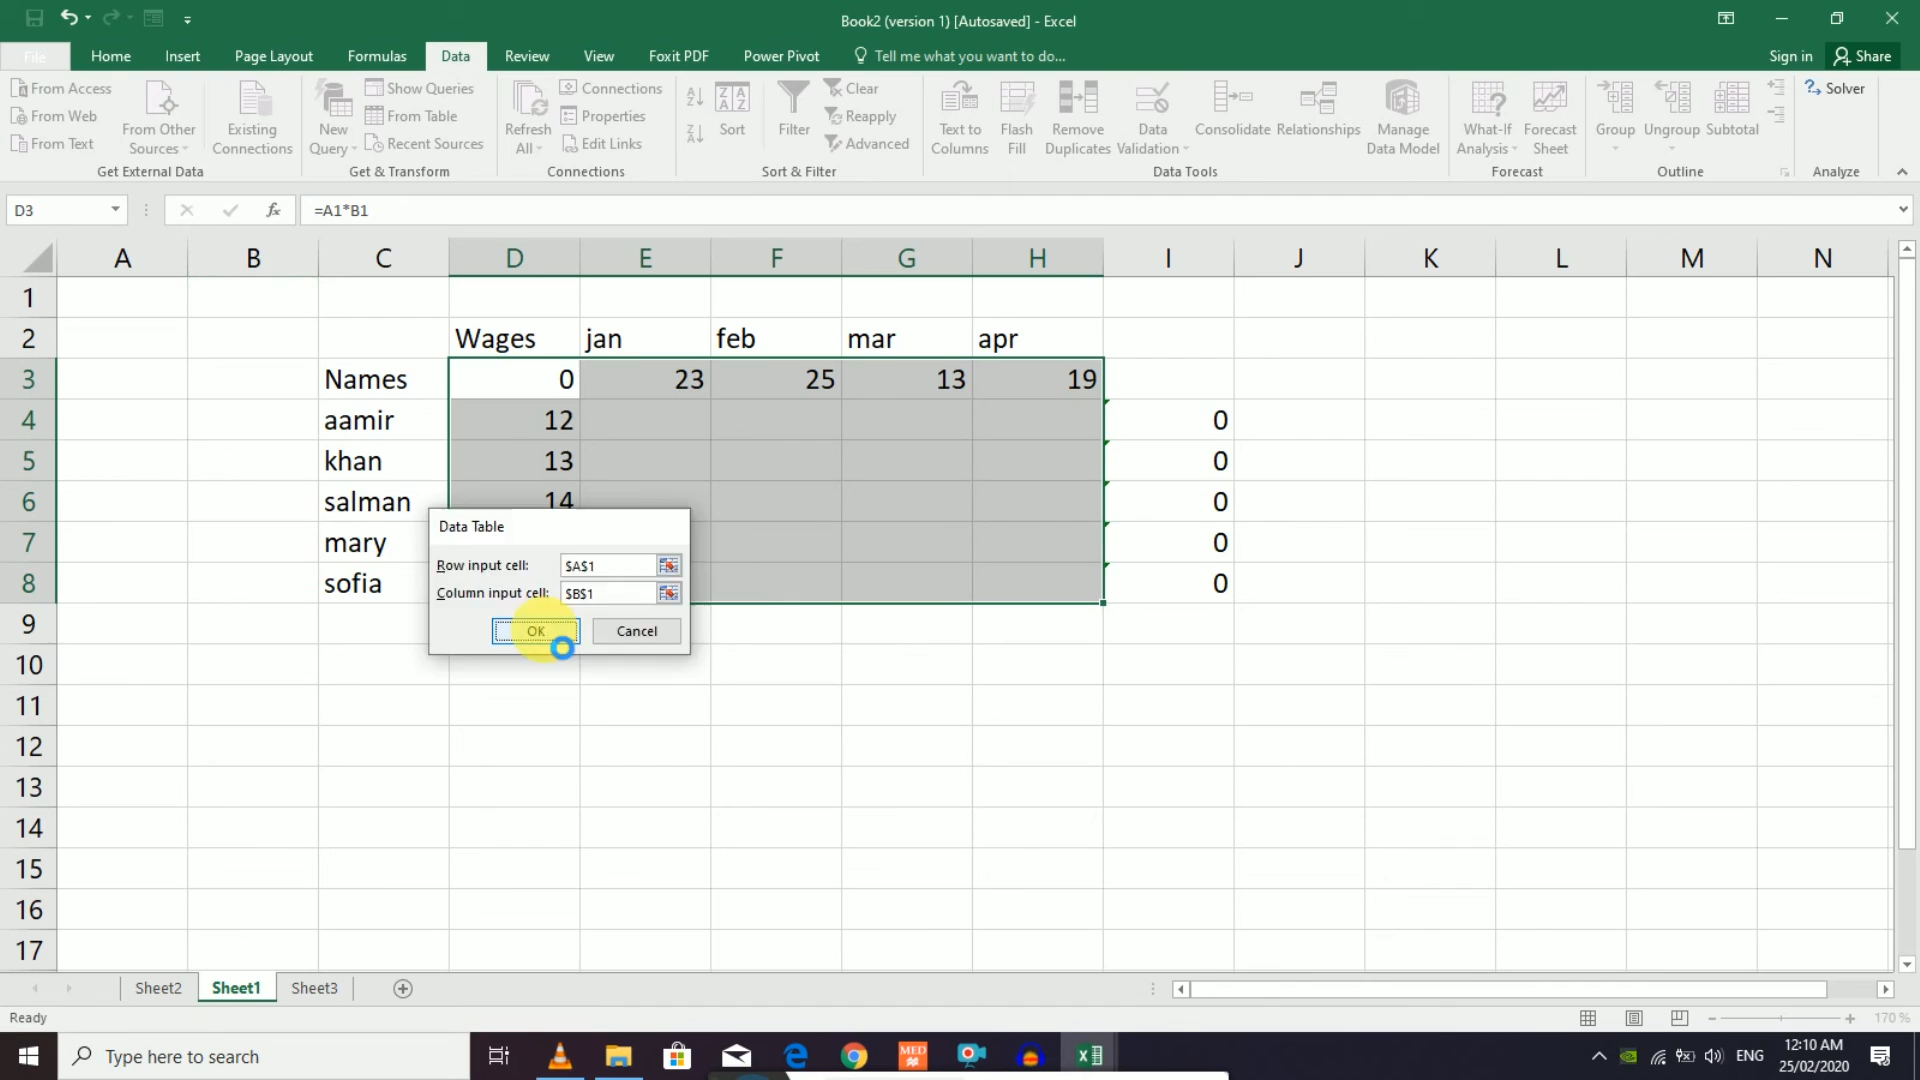 Book2 (version 1) [Autosaved] - Excel
File Home Insert Page Layout Formulas Data Review View Foxit PDF Power Pivot Tell me what you want to do... Sign in Share
From Access
From Web
From Text
From Other Sources
Existing Connections
Get External Data
New Query
Show Queries
From Table
Recent Sources
Get & Transform
Refresh All
Connections
Properties
Edit Links
Connections
Sort
Filter
Clear
Reapply
Advanced
Sort & Filter
Text to Columns
Flash Fill
Remove Duplicates
Data Validation
Consolidate
Relationships
Manage Data Model
Data Tools
What-If Analysis
Forecast Sheet
Forecast
Group
Ungroup
Subtotal
Outline
Solver
Analyze
D3 fx =A1*B1
A B C D E F G H I J K L M N
1
2 Wages jan feb mar apr
3 Names 0 23 25 13 19
4 aamir 12 0
5 khan 13 0
6 salman 14 0
7 mary 0
8 sofia 0
9
10
11
12
13
14
15
16
17
Data Table
Row input cell: $A$1
Column input cell: $B$1
OK Cancel
Sheet2 Sheet1 Sheet3
Ready 170 %
Type here to search
MED
ENG
12:10 AM
25/02/2020